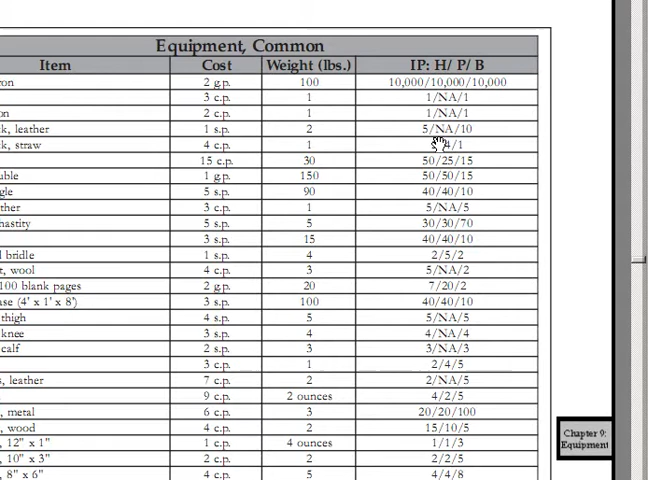 Equipment, Common
Item Cost Weight (lbs.) IP: H/ P/ B
ron 2 g.p. 100 10,000/10,000/10,000
3 c.p. 1 1/NA/1
on 2 c.p. 1 1/NA/1
k, leather 1 s.p. 2 5/NA/10
k, straw 4 c.p. 1 4/1
15 c.p. 30 50/25/15
uble 1 g.p. 150 50/50/15
gle 5 s.p. 90 40/40/10
ther 3 c.p. 1 5/NA/5
hastity 5 s.p. 5 30/30/70
3 s.p. 15 40/40/10
l bridle 1 s.p. 4 2/5/2
t, wool 4 c.p. 3 5/NA/2
100 blank pages 2 g.p. 20 7/20/2
ase (4' x 1' x 8') 3 s.p. 100 40/40/10
thigh 4 s.p. 5 5/NA/5
knee 3 s.p. 4 4/NA/4
calf 2 s.p. 3 3/NA/3
3 c.p. 1 2/4/5
s, leather 7 c.p. 2 2/NA/5
9 c.p. 2 ounces 4/2/5
, metal 6 c.p. 3 20/20/100
, wood 4 c.p. 2 15/10/5
, 12" x 1" 1 c.p. 4 ounces 1/1/3
, 10" x 3" 2 c.p. 2 2/2/5
, 8" x 6" 4 c.p. 5 4/4/8
Chapter 9:
Equipment